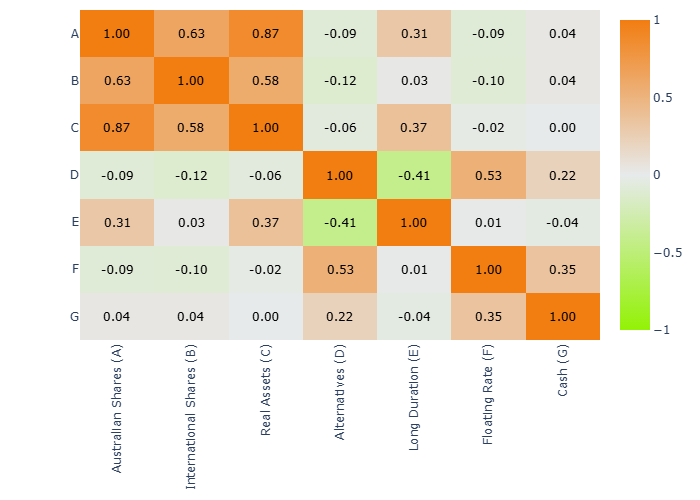 A 1.00 0.63 0.87 -0.09 0.31 -0.09 0.04
B 0.63 1.00 0.58 -0.12 0.03 -0.10 0.04
C 0.87 0.58 1.00 -0.06 0.37 -0.02 0.00
D -0.09 -0.12 -0.06 1.00 -0.41 0.53 0.22
E 0.31 0.03 0.37 -0.41 1.00 0.01 -0.04
F -0.09 -0.10 -0.02 0.53 0.01 1.00 0.35
G 0.04 0.04 0.00 0.22 -0.04 0.35 1.00
Australian Shares (A)
International Shares (B)
Real Assets (C)
Alternatives (D)
Long Duration (E)
Floating Rate (F)
Cash (G)
1
0.5
0
−0.5
−1